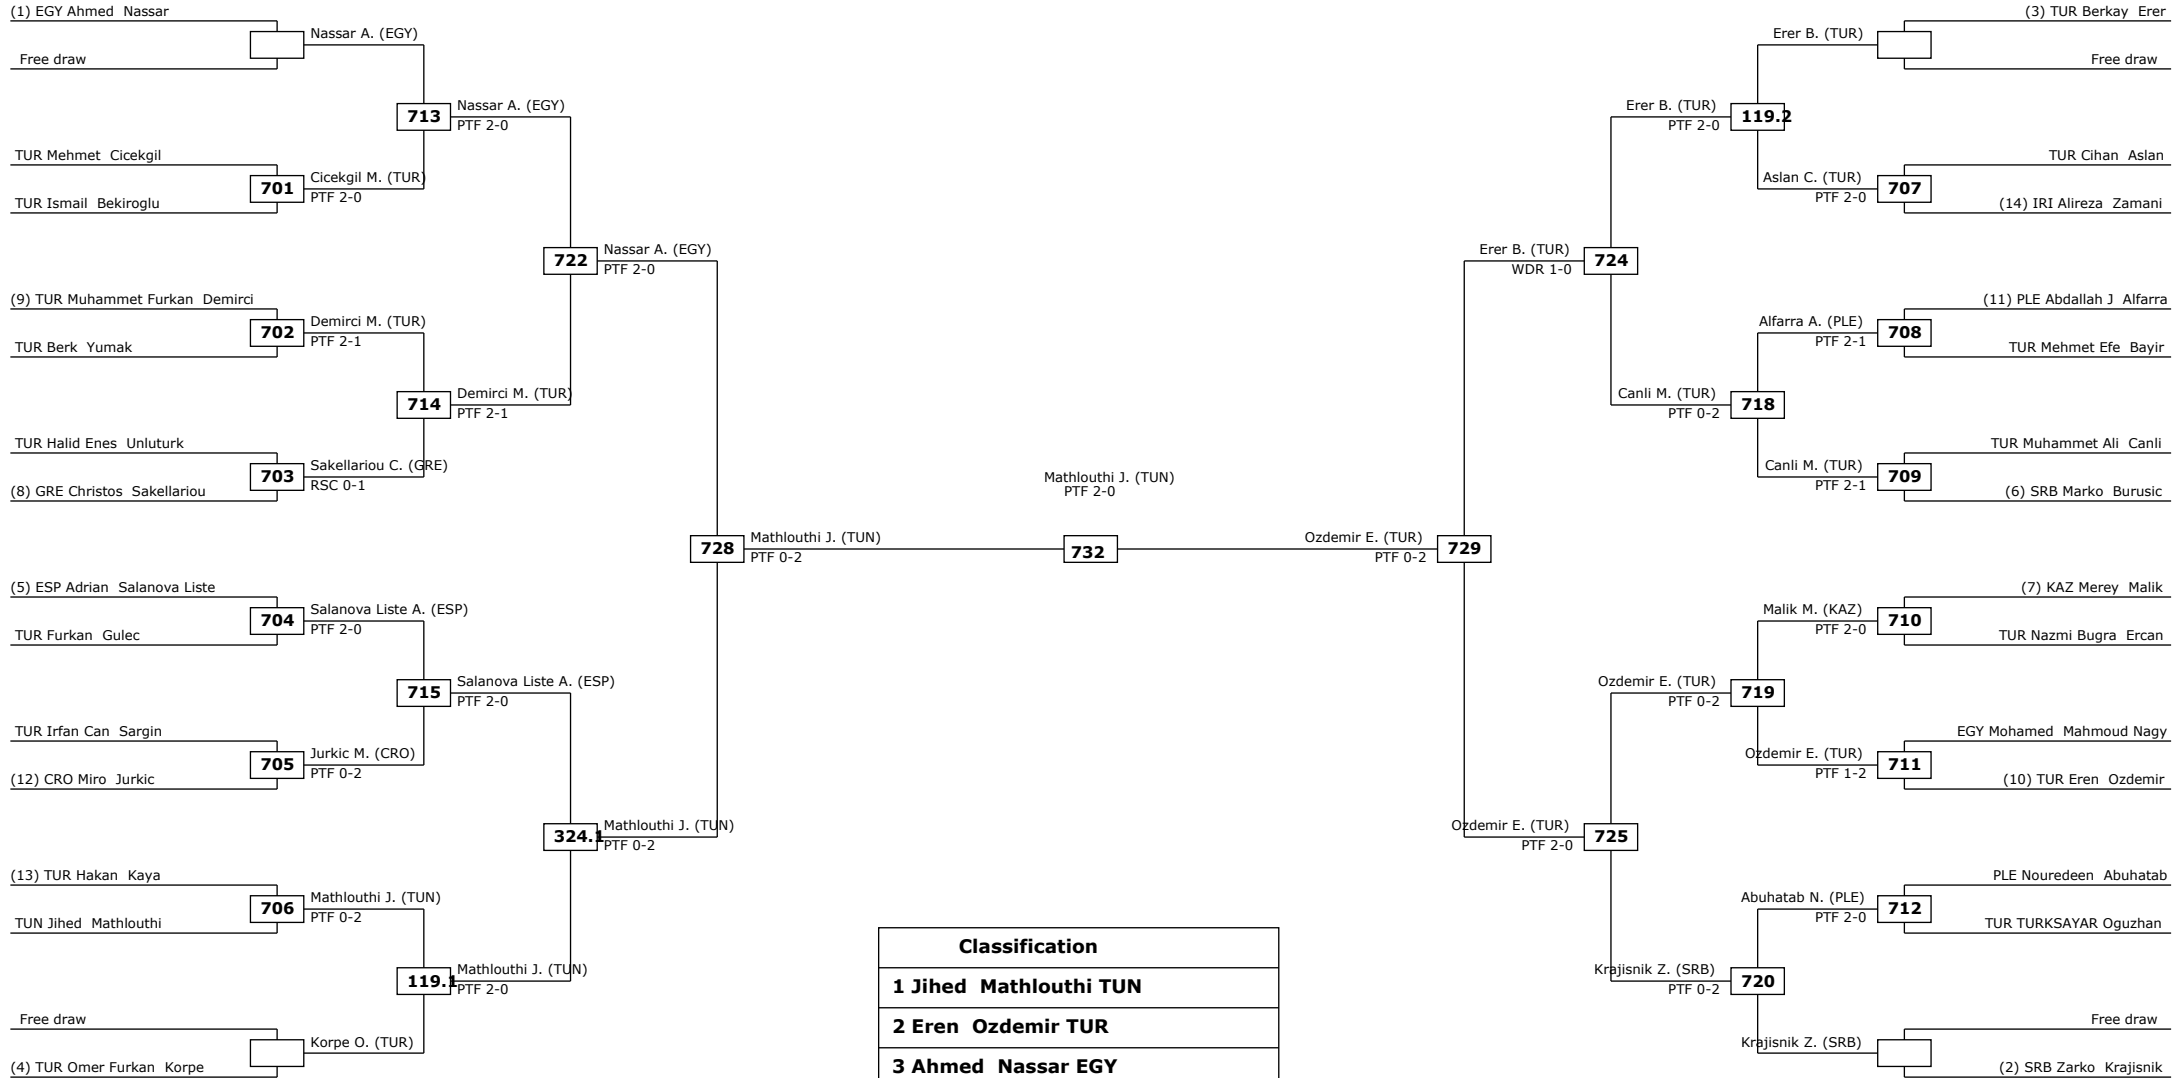 (1) EGY Ahmed  Nassar
Nassar A. (EGY)
Free draw
713
Nassar A. (EGY)
PTF 2-0
TUR Mehmet  Cicekgil
701
Cicekgil M. (TUR)
PTF 2-0
TUR Ismail  Bekiroglu
722
Nassar A. (EGY)
PTF 2-0
(9) TUR Muhammet Furkan  Demirci
702
Demirci M. (TUR)
PTF 2-1
TUR Berk  Yumak
714
Demirci M. (TUR)
PTF 2-1
TUR Halid Enes  Unluturk
703
Sakellariou C. (GRE)
RSC 0-1
(8) GRE Christos  Sakellariou
728
Mathlouthi J. (TUN)
PTF 0-2
(5) ESP Adrian  Salanova Liste
704
Salanova Liste A. (ESP)
PTF 2-0
TUR Furkan  Gulec
715
Salanova Liste A. (ESP)
PTF 2-0
TUR Irfan Can  Sargin
705
Jurkic M. (CRO)
PTF 0-2
(12) CRO Miro  Jurkic
324.1
Mathlouthi J. (TUN)
PTF 0-2
(13) TUR Hakan  Kaya
706
Mathlouthi J. (TUN)
PTF 0-2
TUN Jihed  Mathlouthi
119.1
Mathlouthi J. (TUN)
PTF 2-0
Free draw
Korpe O. (TUR)
(4) TUR Omer Furkan  Korpe
Mathlouthi J. (TUN)
PTF 2-0
732
(3) TUR Berkay  Erer
Erer B. (TUR)
Free draw
Erer B. (TUR)
PTF 2-0
119.2
TUR Cihan  Aslan
Aslan C. (TUR)
PTF 2-0
707
(14) IRI Alireza  Zamani
Erer B. (TUR)
WDR 1-0
724
(11) PLE Abdallah J  Alfarra
Alfarra A. (PLE)
PTF 2-1
708
TUR Mehmet Efe  Bayir
Canli M. (TUR)
PTF 0-2
718
TUR Muhammet Ali  Canli
Canli M. (TUR)
PTF 2-1
709
(6) SRB Marko  Burusic
Ozdemir E. (TUR)
PTF 0-2
729
(7) KAZ Merey  Malik
Malik M. (KAZ)
PTF 2-0
710
TUR Nazmi Bugra  Ercan
Ozdemir E. (TUR)
PTF 0-2
719
EGY Mohamed  Mahmoud Nagy
Ozdemir E. (TUR)
PTF 1-2
711
(10) TUR Eren  Ozdemir
Ozdemir E. (TUR)
PTF 2-0
725
PLE Nouredeen  Abuhatab
Abuhatab N. (PLE)
PTF 2-0
712
TUR TURKSAYAR Oguzhan
Krajisnik Z. (SRB)
PTF 0-2
720
Free draw
Krajisnik Z. (SRB)
(2) SRB Zarko  Krajisnik
Classification
1 Jihed  Mathlouthi TUN
2 Eren  Ozdemir TUR
3 Ahmed  Nassar EGY